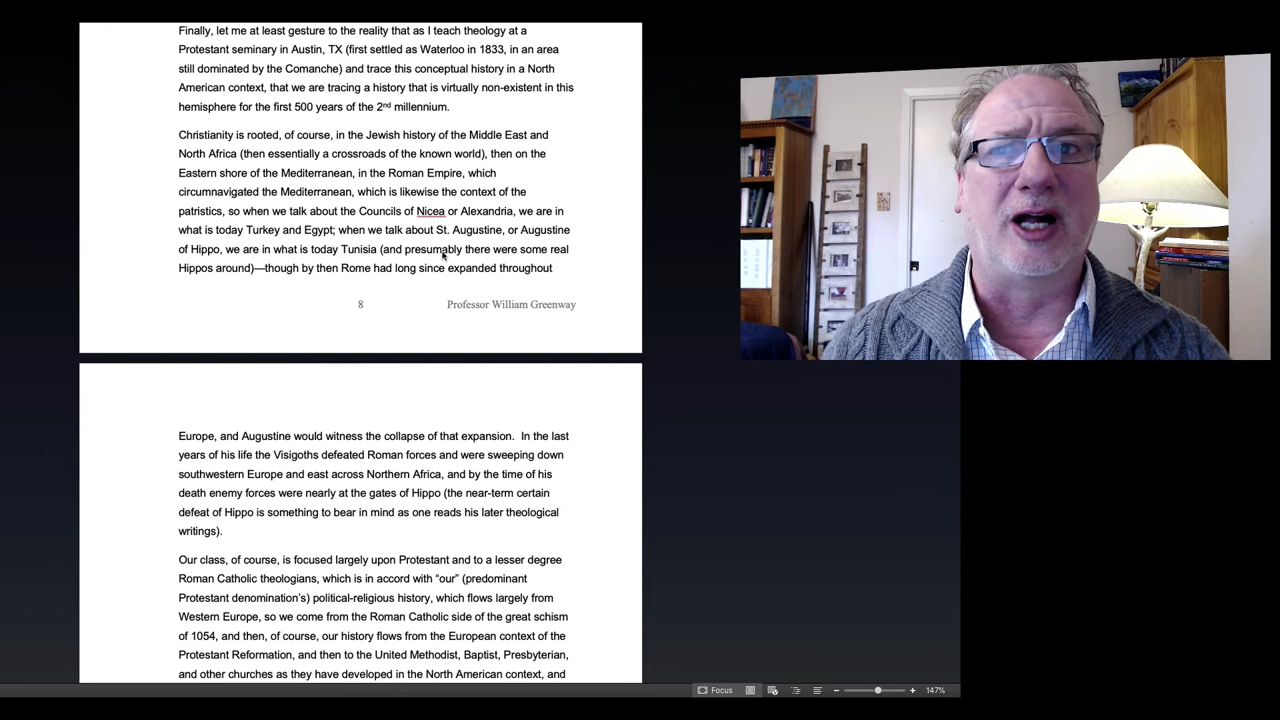 Finally, let me at least gesture to the reality that as I teach theology at a
Protestant seminary in Austin, TX (first settled as Waterloo in 1833, in an area
still dominated by the Comanche) and trace this conceptual history in a North
American context, that we are tracing a history that is virtually non-existent in this
hemisphere for the first 500 years of the 2nd millennium.
Christianity is rooted, of course, in the Jewish history of the Middle East and
North Africa (then essentially a crossroads of the known world), then on the
Eastern shore of the Mediterranean, in the Roman Empire, which
circumnavigated the Mediterranean, which is likewise the context of the
patristics, so when we talk about the Councils of Nicea or Alexandria, we are in
what is today Turkey and Egypt; when we talk about St. Augustine, or Augustine
of Hippo, we are in what is today Tunisia (and presumably there were some real
Hippos around)—though by then Rome had long since expanded throughout
8 Professor William Greenway
Europe, and Augustine would witness the collapse of that expansion.  In the last
years of his life the Visigoths defeated Roman forces and were sweeping down
southwestern Europe and east across Northern Africa, and by the time of his
death enemy forces were nearly at the gates of Hippo (the near-term certain
defeat of Hippo is something to bear in mind as one reads his later theological
writings).
Our class, of course, is focused largely upon Protestant and to a lesser degree
Roman Catholic theologians, which is in accord with “our” (predominant
Protestant denomination’s) political-religious history, which flows largely from
Western Europe, so we come from the Roman Catholic side of the great schism
of 1054, and then, of course, our history flows from the European context of the
Protestant Reformation, and then to the United Methodist, Baptist, Presbyterian,
and other churches as they have developed in the North American context, and
Focus 147%